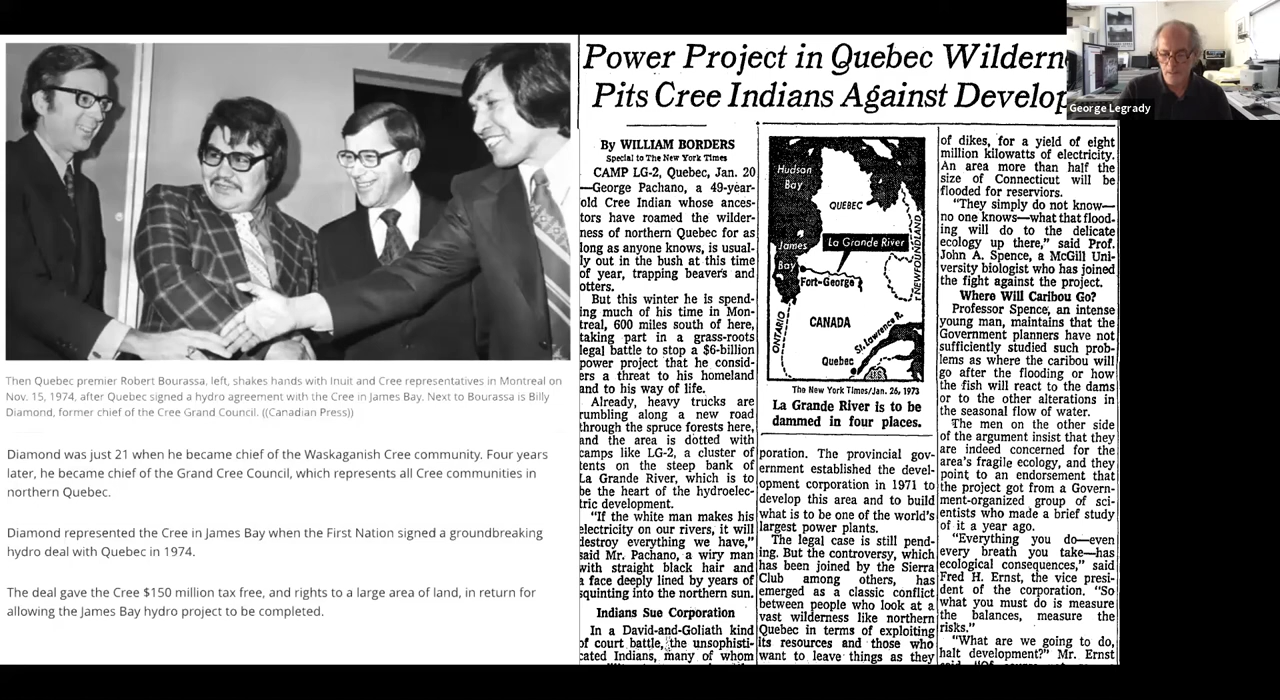 George Legrady
Then Quebec premier Robert Bourassa, left, shakes hands with Inuit and Cree representatives in Montreal on
Nov. 15, 1974, after Quebec signed a hydro agreement with the Cree in James Bay. Next to Bourassa is Billy
Diamond, former chief of the Cree Grand Council. ((Canadian Press))
Diamond was just 21 when he became chief of the Waskaganish Cree community. Four years
later, he became chief of the Grand Cree Council, which represents all Cree communities in
northern Quebec.
Diamond represented the Cree in James Bay when the First Nation signed a groundbreaking
hydro deal with Quebec in 1974.
The deal gave the Cree $150 million tax free, and rights to a large area of land, in return for
allowing the James Bay hydro project to be completed.
Power Project in Quebec Wildern
Pits Cree Indians Against Develop
By WILLIAM BORDERS
Special to The New York Times
CAMP LG-2, Quebec, Jan. 20
—George Pachano, a 49-year-
old Cree Indian whose ances-
tors have roamed the wilder-
ness of northern Quebec for as
long as anyone knows, is usual-
ly out in the bush at this time
of year, trapping beavers and
otters.
But this winter he is spend-
ing much of his time in Mon-
treal, 600 miles south of here,
taking part in a grass-roots
legal battle to stop a $6-billion
power project that he consid-
ers a threat to his homeland
and to his way of life.
Already, heavy trucks are
rumbling along a new road
through the spruce forests here,
and the area is dotted with
camps like LG-2, a cluster of
tents on the steep bank of
La Grande River, which is to
be the heart of the hydroelec-
tric development.
"If the white man makes his
electricity on our rivers, it will
destroy everything we have,"
said Mr. Pachano, a wiry man
with straight black hair and
a face deeply lined by years of
squinting into the northern sun.
Indians Sue Corporation
In a David-and-Goliath kind
of court battle, the unsophisti-
cated Indians, many of whom
Hudson
Bay
QUEBEC
La Grande River
James
Bay
Fort-George
NEWFOUNDLAND
CANADA
ONTARIO
St. Lawrence R.
Quebec
U.S.
The New York Times/Jan. 26, 1973
La Grande River is to be
dammed in four places.
poration. The provincial gov-
ernment established the devel-
opment corporation in 1971 to
develop this area and to build
what is to be one of the world's
largest power plants.
The legal case is still pend-
ing. But the controversy, which
has been joined by the Sierra
Club among others, has
emerged as a classic conflict
between people who look at a
vast wilderness like northern
Quebec in terms of exploiting
its resources and those who
want to leave things as they
of dikes, for a yield of eight
million kilowatts of electricity.
An area more than half the
size of Connecticut will be
flooded for reserviors.
"They simply do not know—
no one knows—what that flood-
ing will do to the delicate
ecology up there," said Prof.
John A. Spence, a McGill Uni-
versity biologist who has joined
the fight against the project.
Where Will Caribou Go?
Professor Spence, an intense
young man, maintains that the
Government planners have not
sufficiently studied such prob-
lems as where the caribou will
go after the flooding or how
the fish will react to the dams
or to the other alterations in
the seasonal flow of water.
The men on the other side
of the argument insist that they
are indeed concerned for the
area's fragile ecology, and they
point to an endorsement that
the project got from a Govern-
ment-organized group of sci-
entists who made a brief study
of it a year ago.
"Everything you do—even
every breath you take—has
ecological consequences," said
Fred H. Ernst, the vice presi-
dent of the corporation. "So
what you must do is measure
the balances, measure the
risks."
"What are we going to do,
halt development?" Mr. Ernst